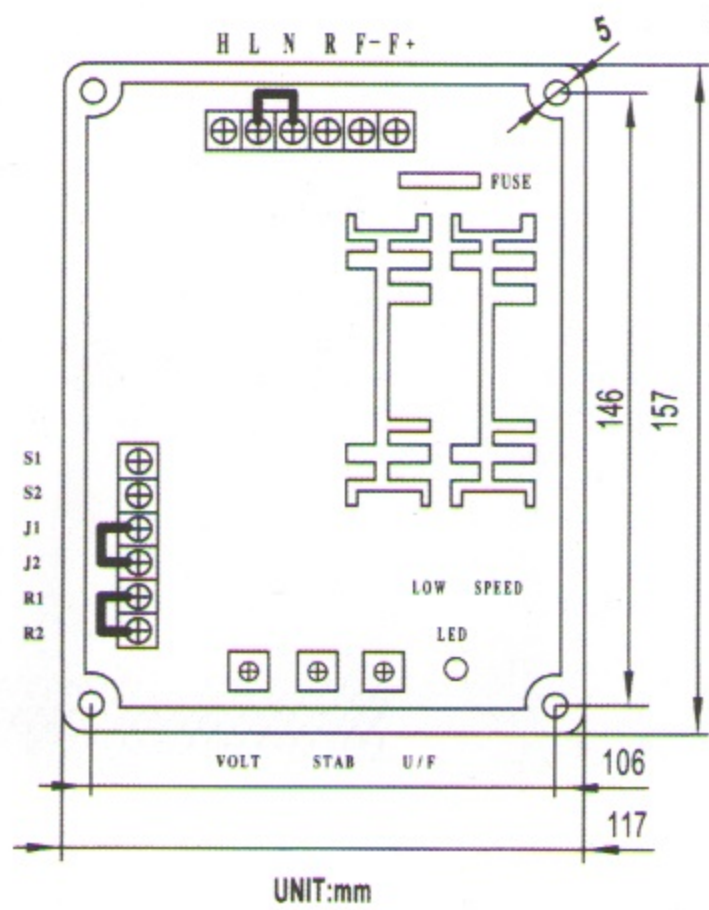 H L N R F- F+
5
FUSE
146
157
S1
S2
J1
J2
R1
R2
LOW SPEED
LED
VOLT STAB U/F
106
117
UNIT:mm